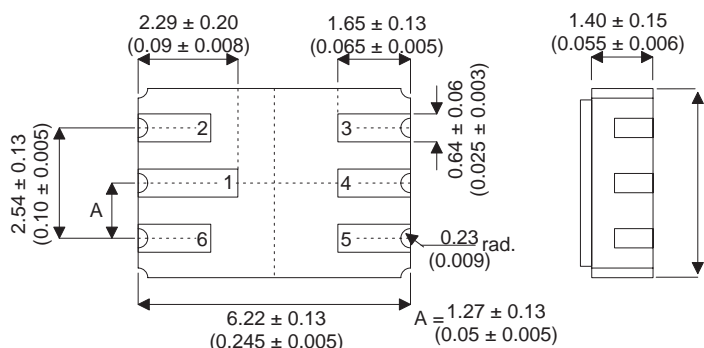 2.29 ± 0.20
(0.09 ± 0.008)
1.65 ± 0.13
(0.065 ± 0.005)
1.40 ± 0.15
(0.055 ± 0.006)
0.64 ± 0.06
(0.025 ± 0.003)
2.54 ± 0.13
(0.10 ± 0.005)
A
2
3
1
4
6
5
0.23 rad.
(0.009)
6.22 ± 0.13
(0.245 ± 0.005)
A = 1.27 ± 0.13
(0.05 ± 0.005)